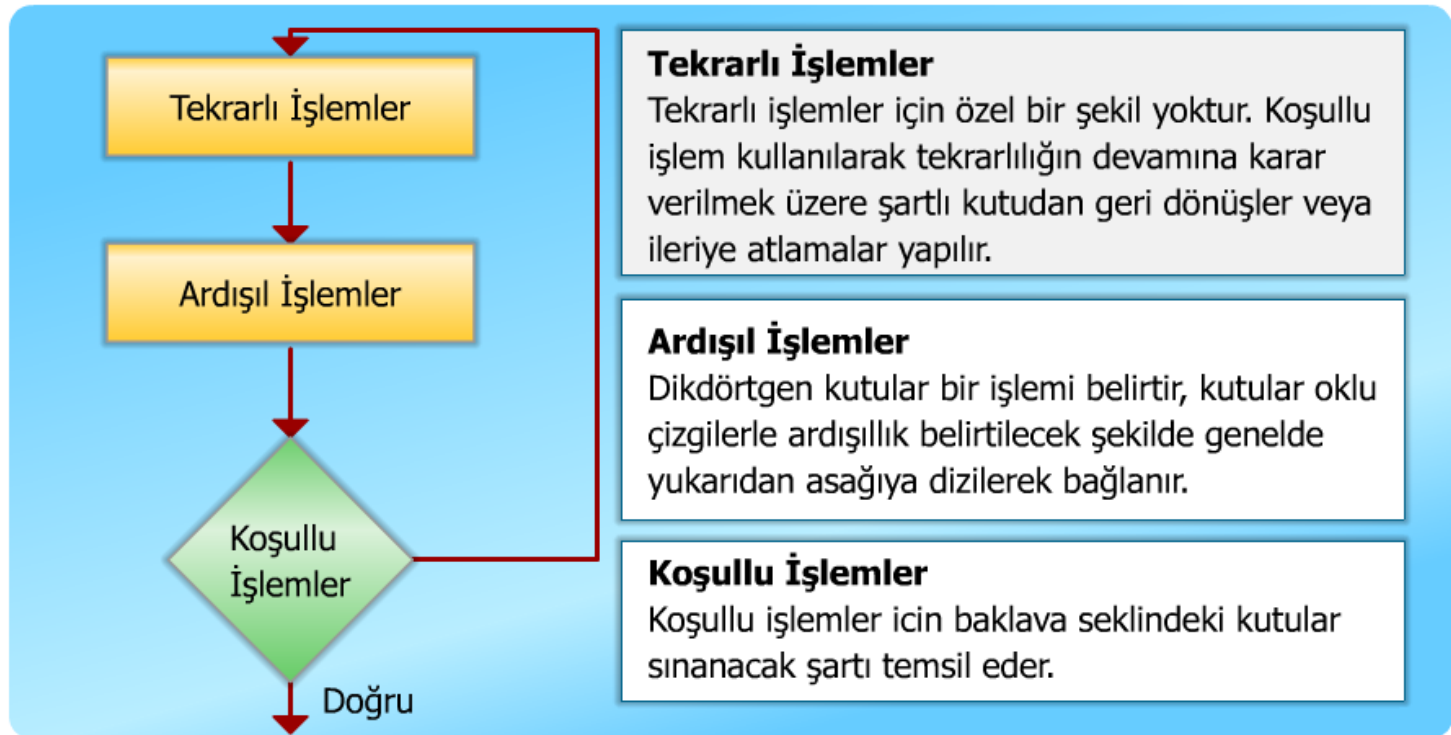 Tekrarlı İşlemler
Ardışıl İşlemler
Koşullu
İşlemler
Doğru
Tekrarlı İşlemler
Tekrarlı işlemler için özel bir şekil yoktur. Koşullu
işlem kullanılarak tekrarlılığın devamına karar
verilmek üzere şartlı kutudan geri dönüşler veya
ileriye atlamalar yapılır.
Ardışıl İşlemler
Dikdörtgen kutular bir işlemi belirtir, kutular oklu
çizgilerle ardışıllık belirtilecek şekilde genelde
yukarıdan asağıya dizilerek bağlanır.
Koşullu İşlemler
Koşullu işlemler icin baklava seklindeki kutular
sınanacak şartı temsil eder.